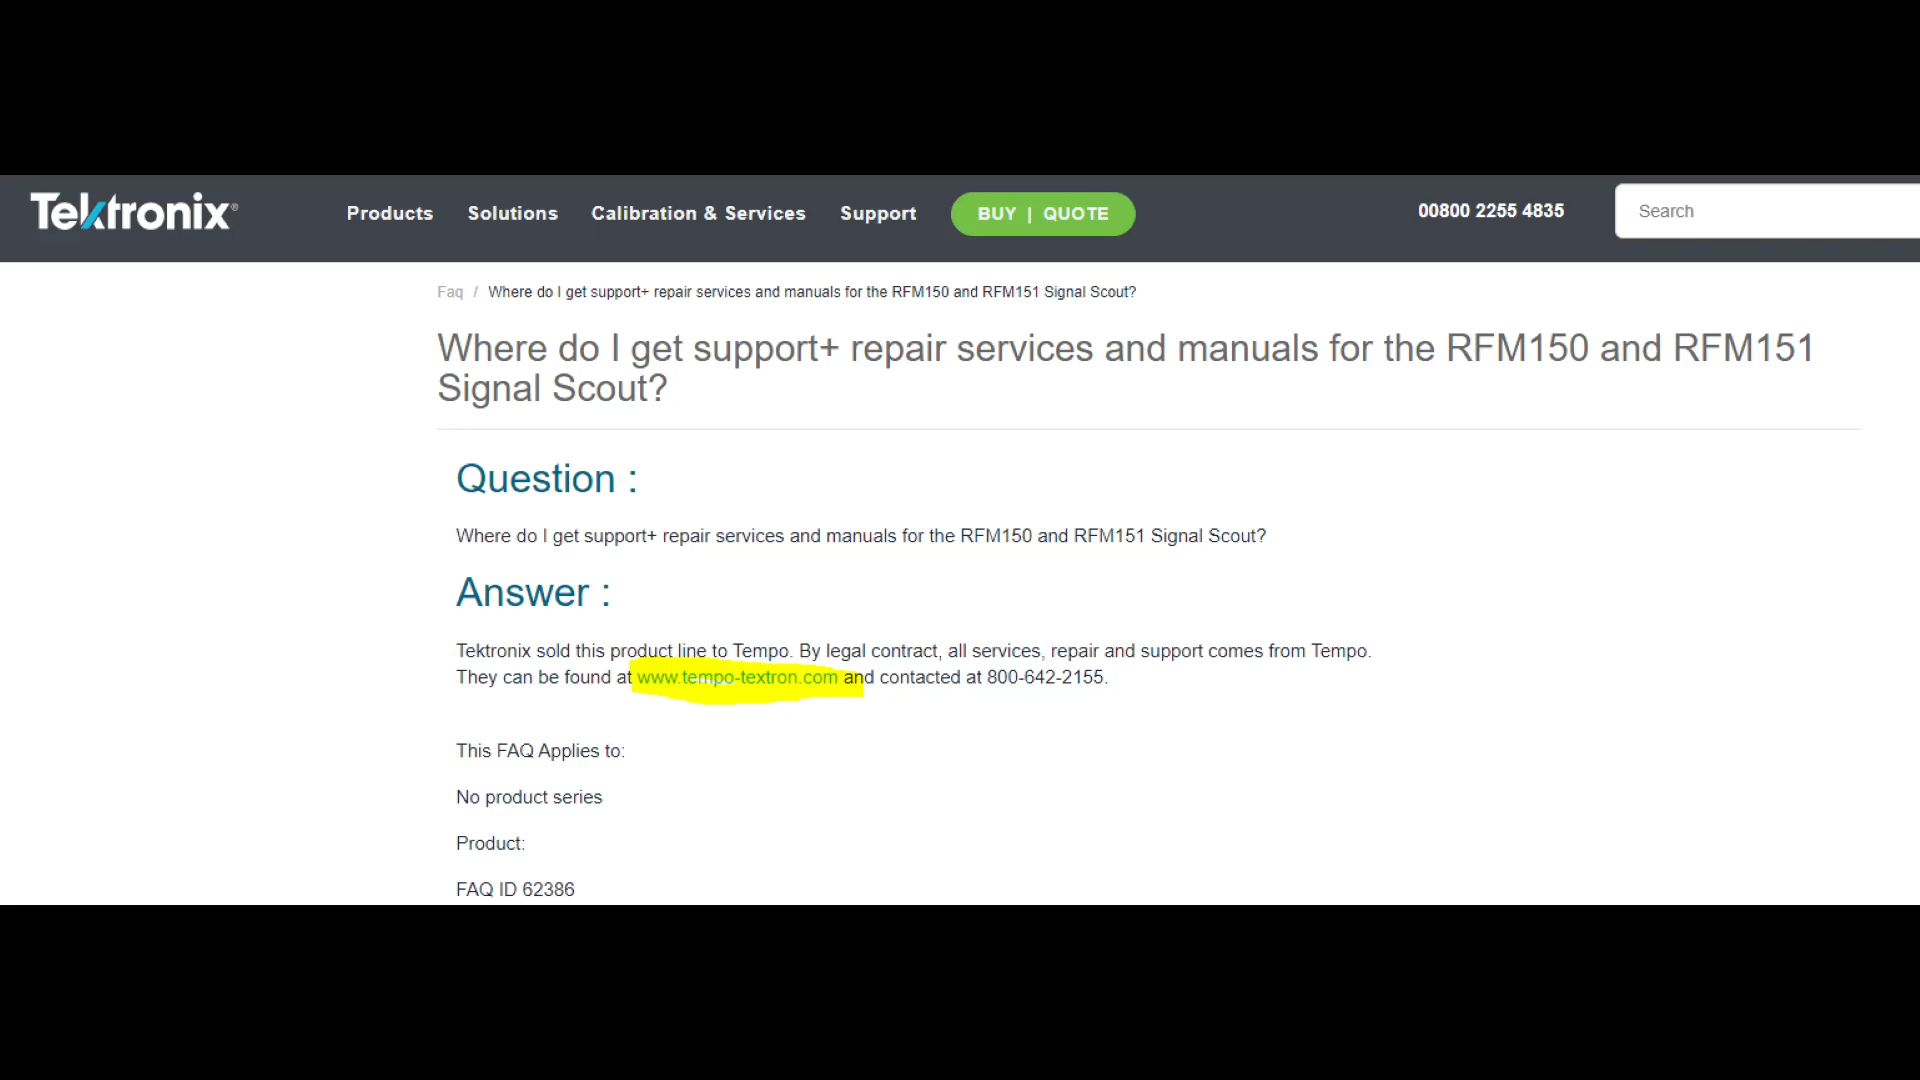 Tektronix®
Products Solutions Calibration & Services Support BUY | QUOTE 00800 2255 4835 Search
Faq / Where do I get support+ repair services and manuals for the RFM150 and RFM151 Signal Scout?
Where do I get support+ repair services and manuals for the RFM150 and RFM151
Signal Scout?
Question :
Where do I get support+ repair services and manuals for the RFM150 and RFM151 Signal Scout?
Answer :
Tektronix sold this product line to Tempo. By legal contract, all services, repair and support comes from Tempo.
They can be found at www.tempo-textron.com and contacted at 800-642-2155.
This FAQ Applies to:
No product series
Product:
FAQ ID 62386